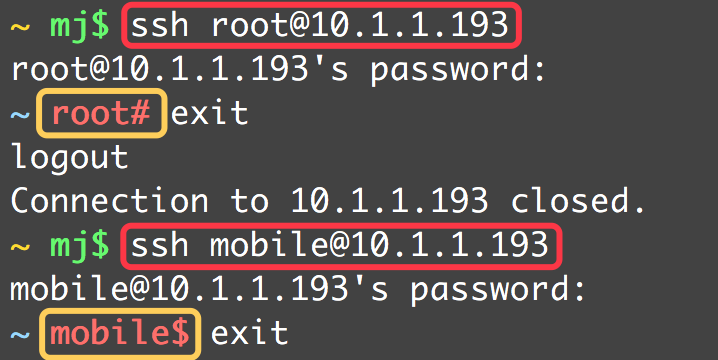 ~ mj$ ssh root@10.1.1.193
root@10.1.1.193's password:
~ root# exit
logout
Connection to 10.1.1.193 closed.
~ mj$ ssh mobile@10.1.1.193
mobile@10.1.1.193's password:
~ mobile$ exit